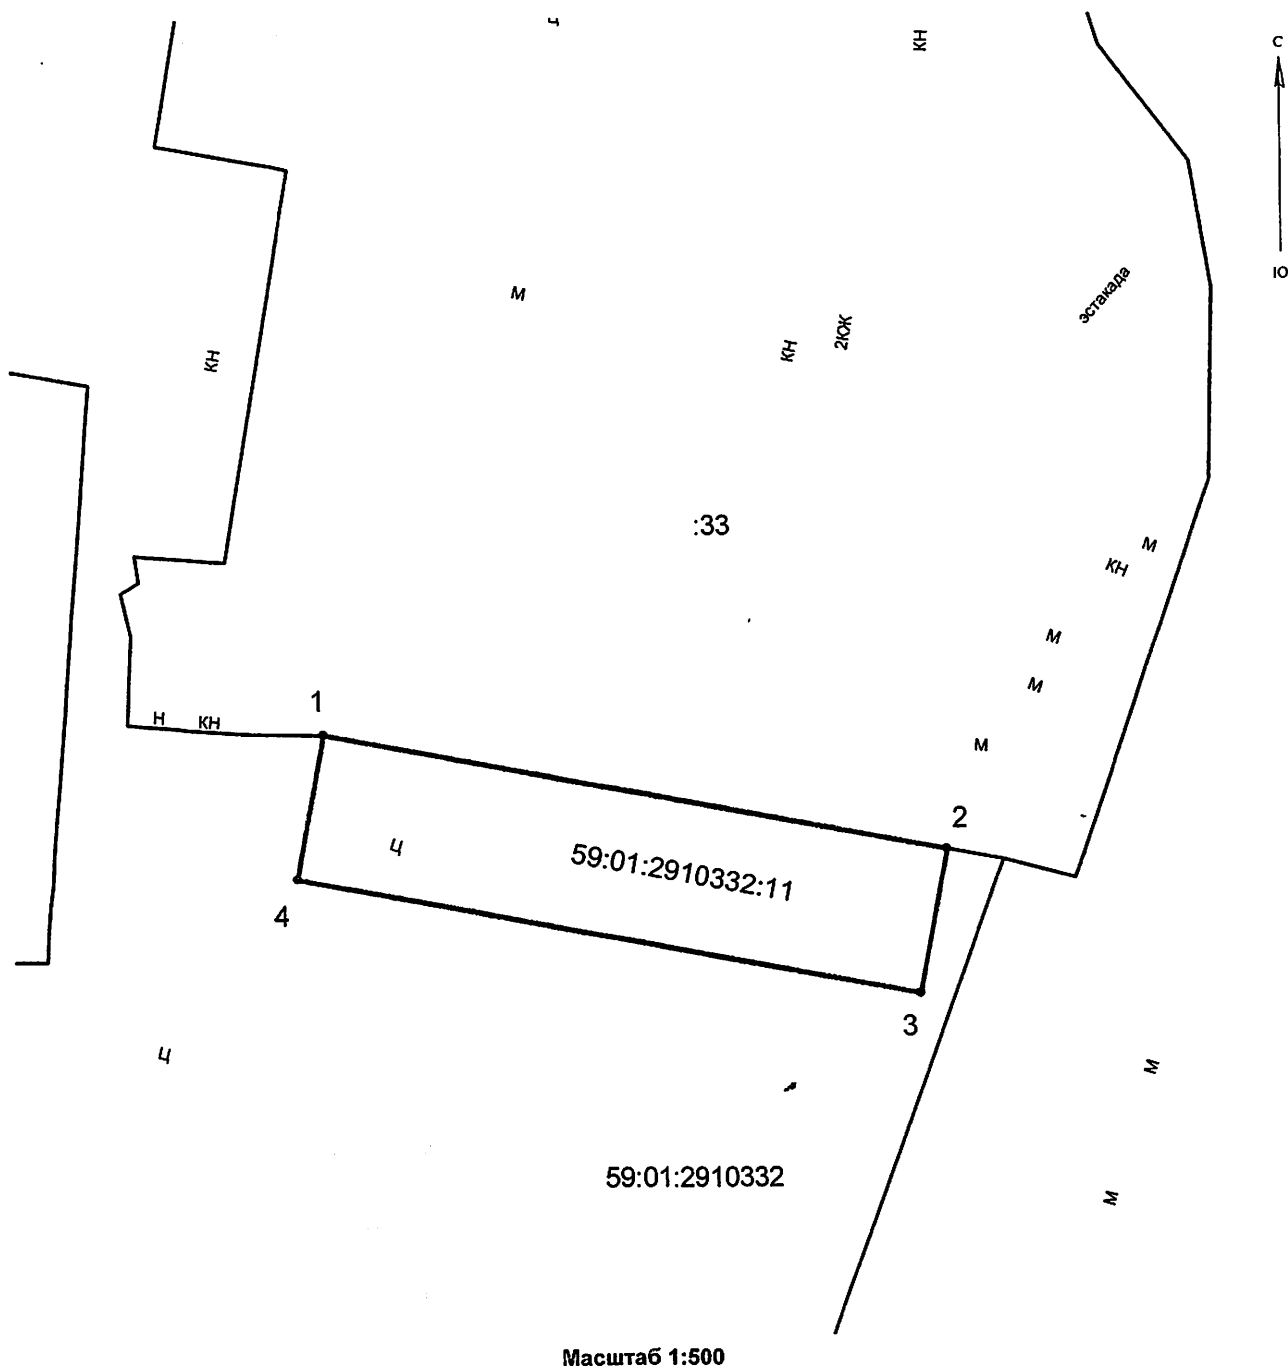 ц
КН
С
Ю
эстакада
М
2КЖ
КН
КН
:33
М
КН
М
М
1
Н КН
М
2
ц
59:01:2910332:11
4
3
ц
М
59:01:2910332
М
Масштаб 1:500